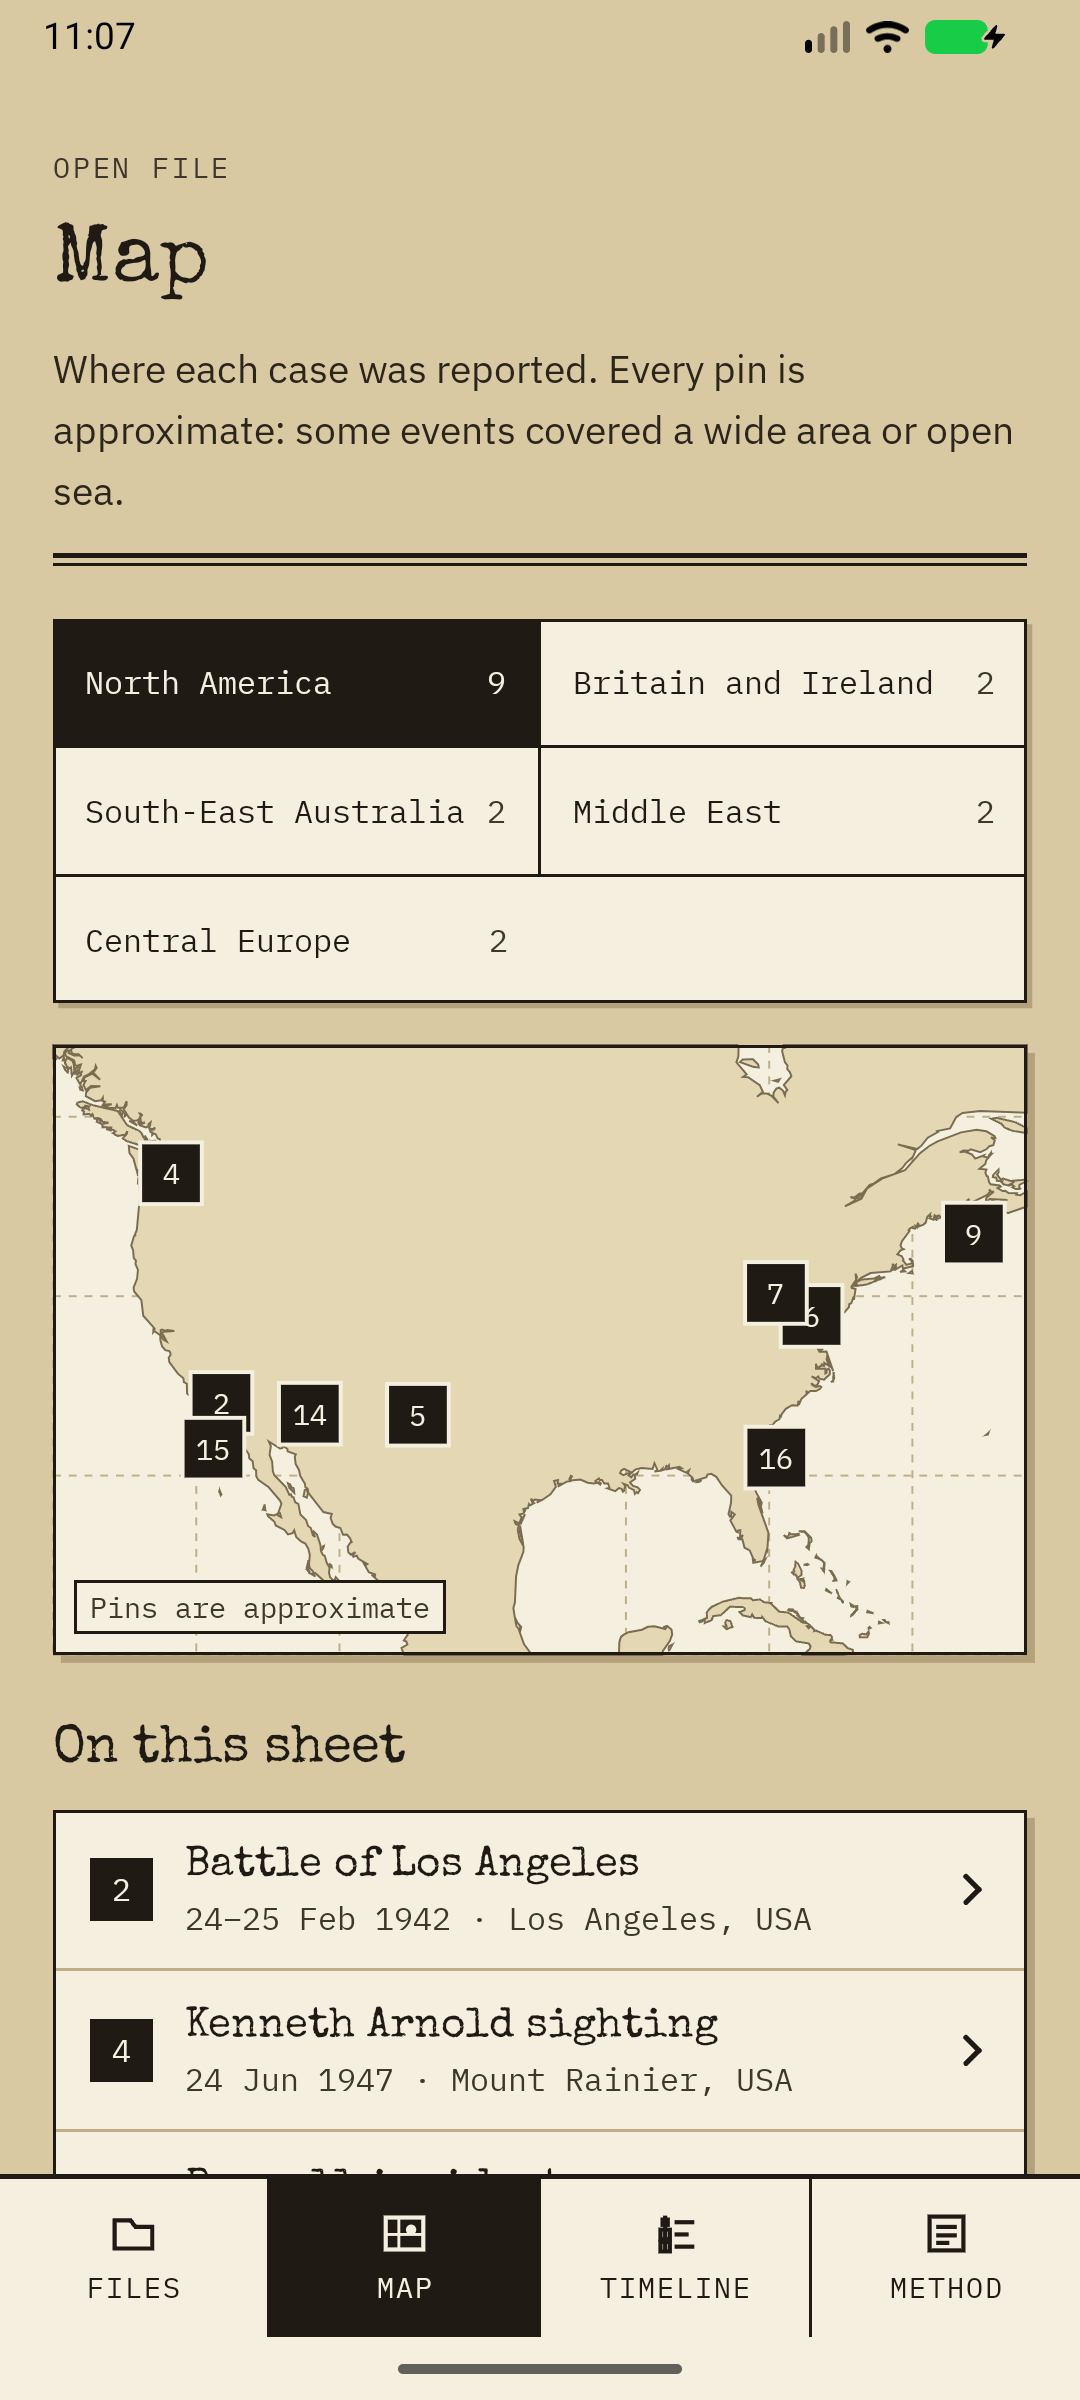 11:07
OPEN FILE
Map
Where each case was reported. Every pin is
approximate: some events covered a wide area or open
sea.
North America 9
Britain and Ireland 2
South-East Australia 2
Middle East 2
Central Europe 2
4
9
7
6
2
14
5
15
16
Pins are approximate
On this sheet
2
Battle of Los Angeles
24–25 Feb 1942 · Los Angeles, USA
4
Kenneth Arnold sighting
24 Jun 1947 · Mount Rainier, USA
FILES
MAP
TIMELINE
METHOD